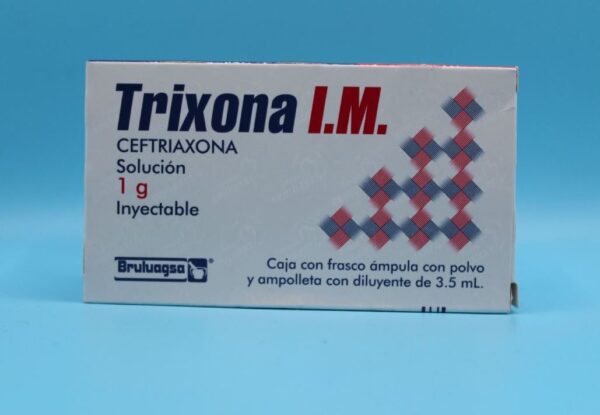 Trixona I.M.
CEFTRIAXONA
Solución
1 g
Inyectable
Bruluagsa®
Caja con frasco ámpula con polvo
y ampolleta con diluyente de 3.5 mL.